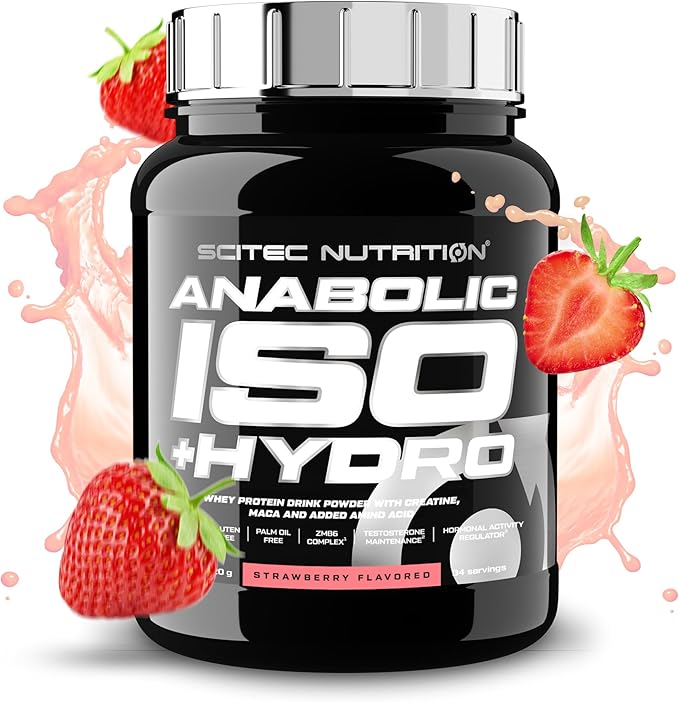 SCITEC NUTRITION®
ANABOLIC
ISO
+HYDRO
WHEY PROTEIN DRINK POWDER WITH CREATINE,
MACA AND ADDED AMINO ACID
PALM OIL
FREE
ZMB6
COMPLEX
TESTOSTERONE
MAINTENANCE
HORMONAL ACTIVITY
REGULATOR
STRAWBERRY FLAVORED
servings